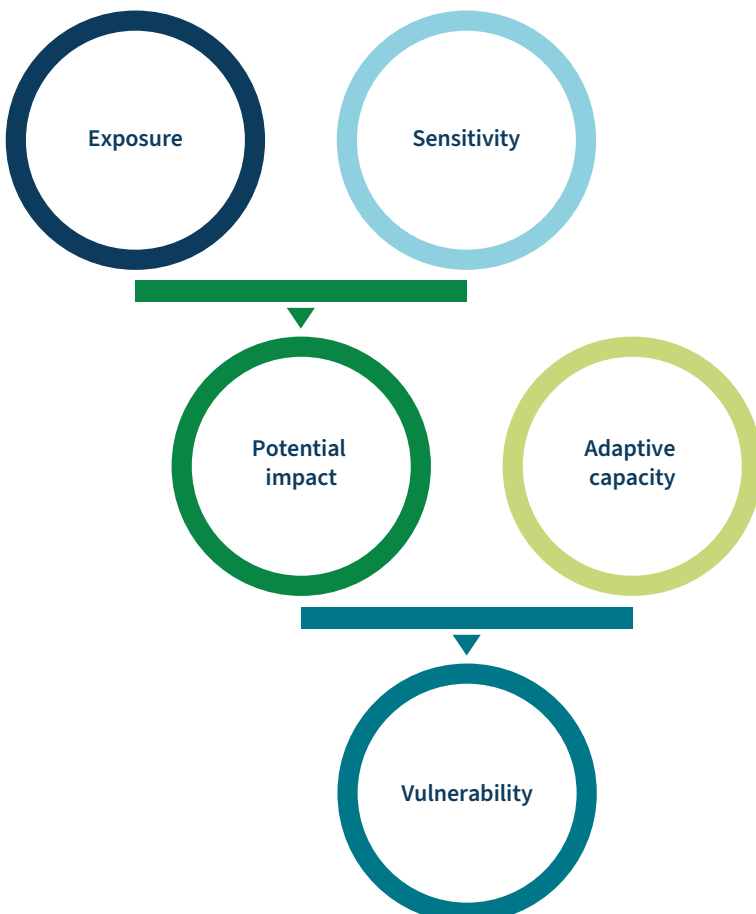 Exposure
Sensitivity
Potential
impact
Adaptive
capacity
Vulnerability